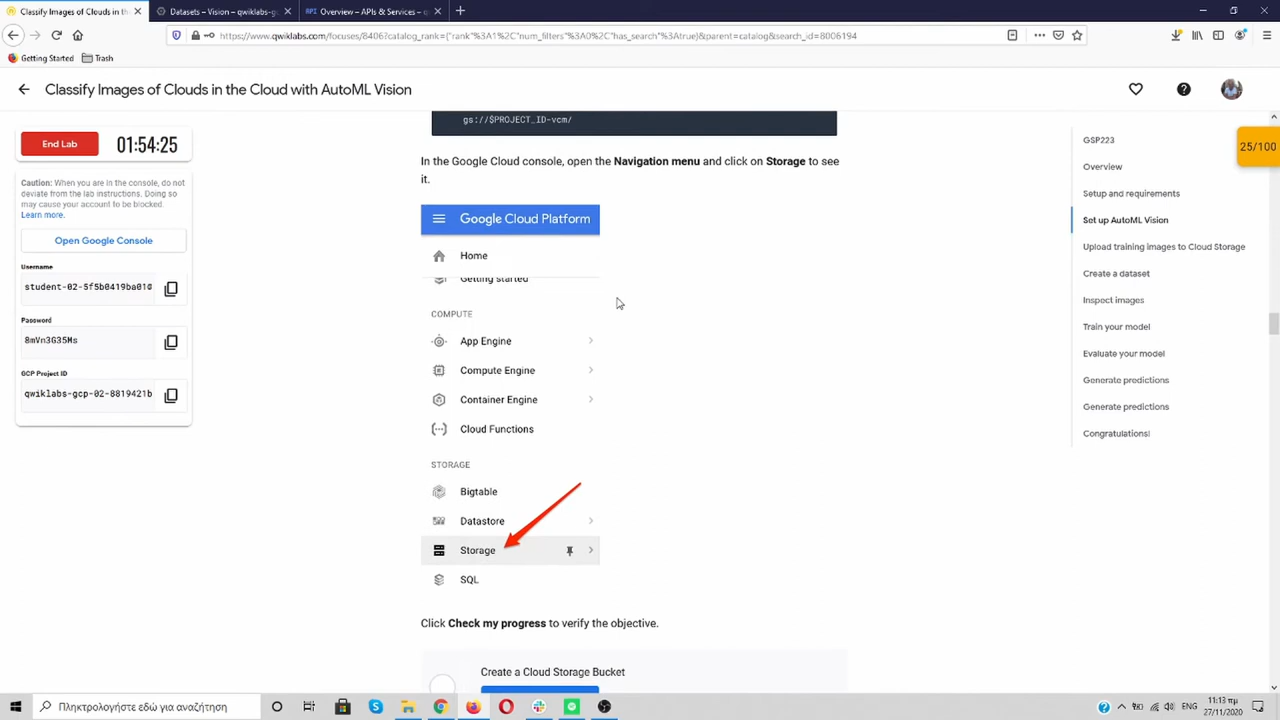 Classify Images of Clouds in th
Datasets – Vision – qwiklabs-gc
RPI Overview – APIs & Services – q
https://www.qwiklabs.com/focuses/8406?catalog_rank={"rank"%3A1%2C"num_filters"%3A0%2C"has_search"%3Atrue}&parent=catalog&search_id=8006194
Getting Started
Trash
Classify Images of Clouds in the Cloud with AutoML Vision
End Lab
01:54:25
Caution: When you are in the console, do not
deviate from the lab instructions. Doing so
may cause your account to be blocked.
Learn more.
Open Google Console
Username
student-02-5f5b0419ba01@
Password
8mVn3G35Ms
GCP Project ID
qwiklabs-gcp-02-8819421b
gs://$PROJECT_ID-vcm/
In the Google Cloud console, open the Navigation menu and click on Storage to see
it.
Google Cloud Platform
Home
Getting started
COMPUTE
App Engine
Compute Engine
Container Engine
Cloud Functions
STORAGE
Bigtable
Datastore
Storage
SQL
Click Check my progress to verify the objective.
Create a Cloud Storage Bucket
GSP223
Overview
Setup and requirements
Set up AutoML Vision
Upload training images to Cloud Storage
Create a dataset
Inspect images
Train your model
Evaluate your model
Generate predictions
Generate predictions
Congratulations!
25/100
Πληκτρολογήστε εδώ για αναζήτηση
11:13 πμ
27/11/2020